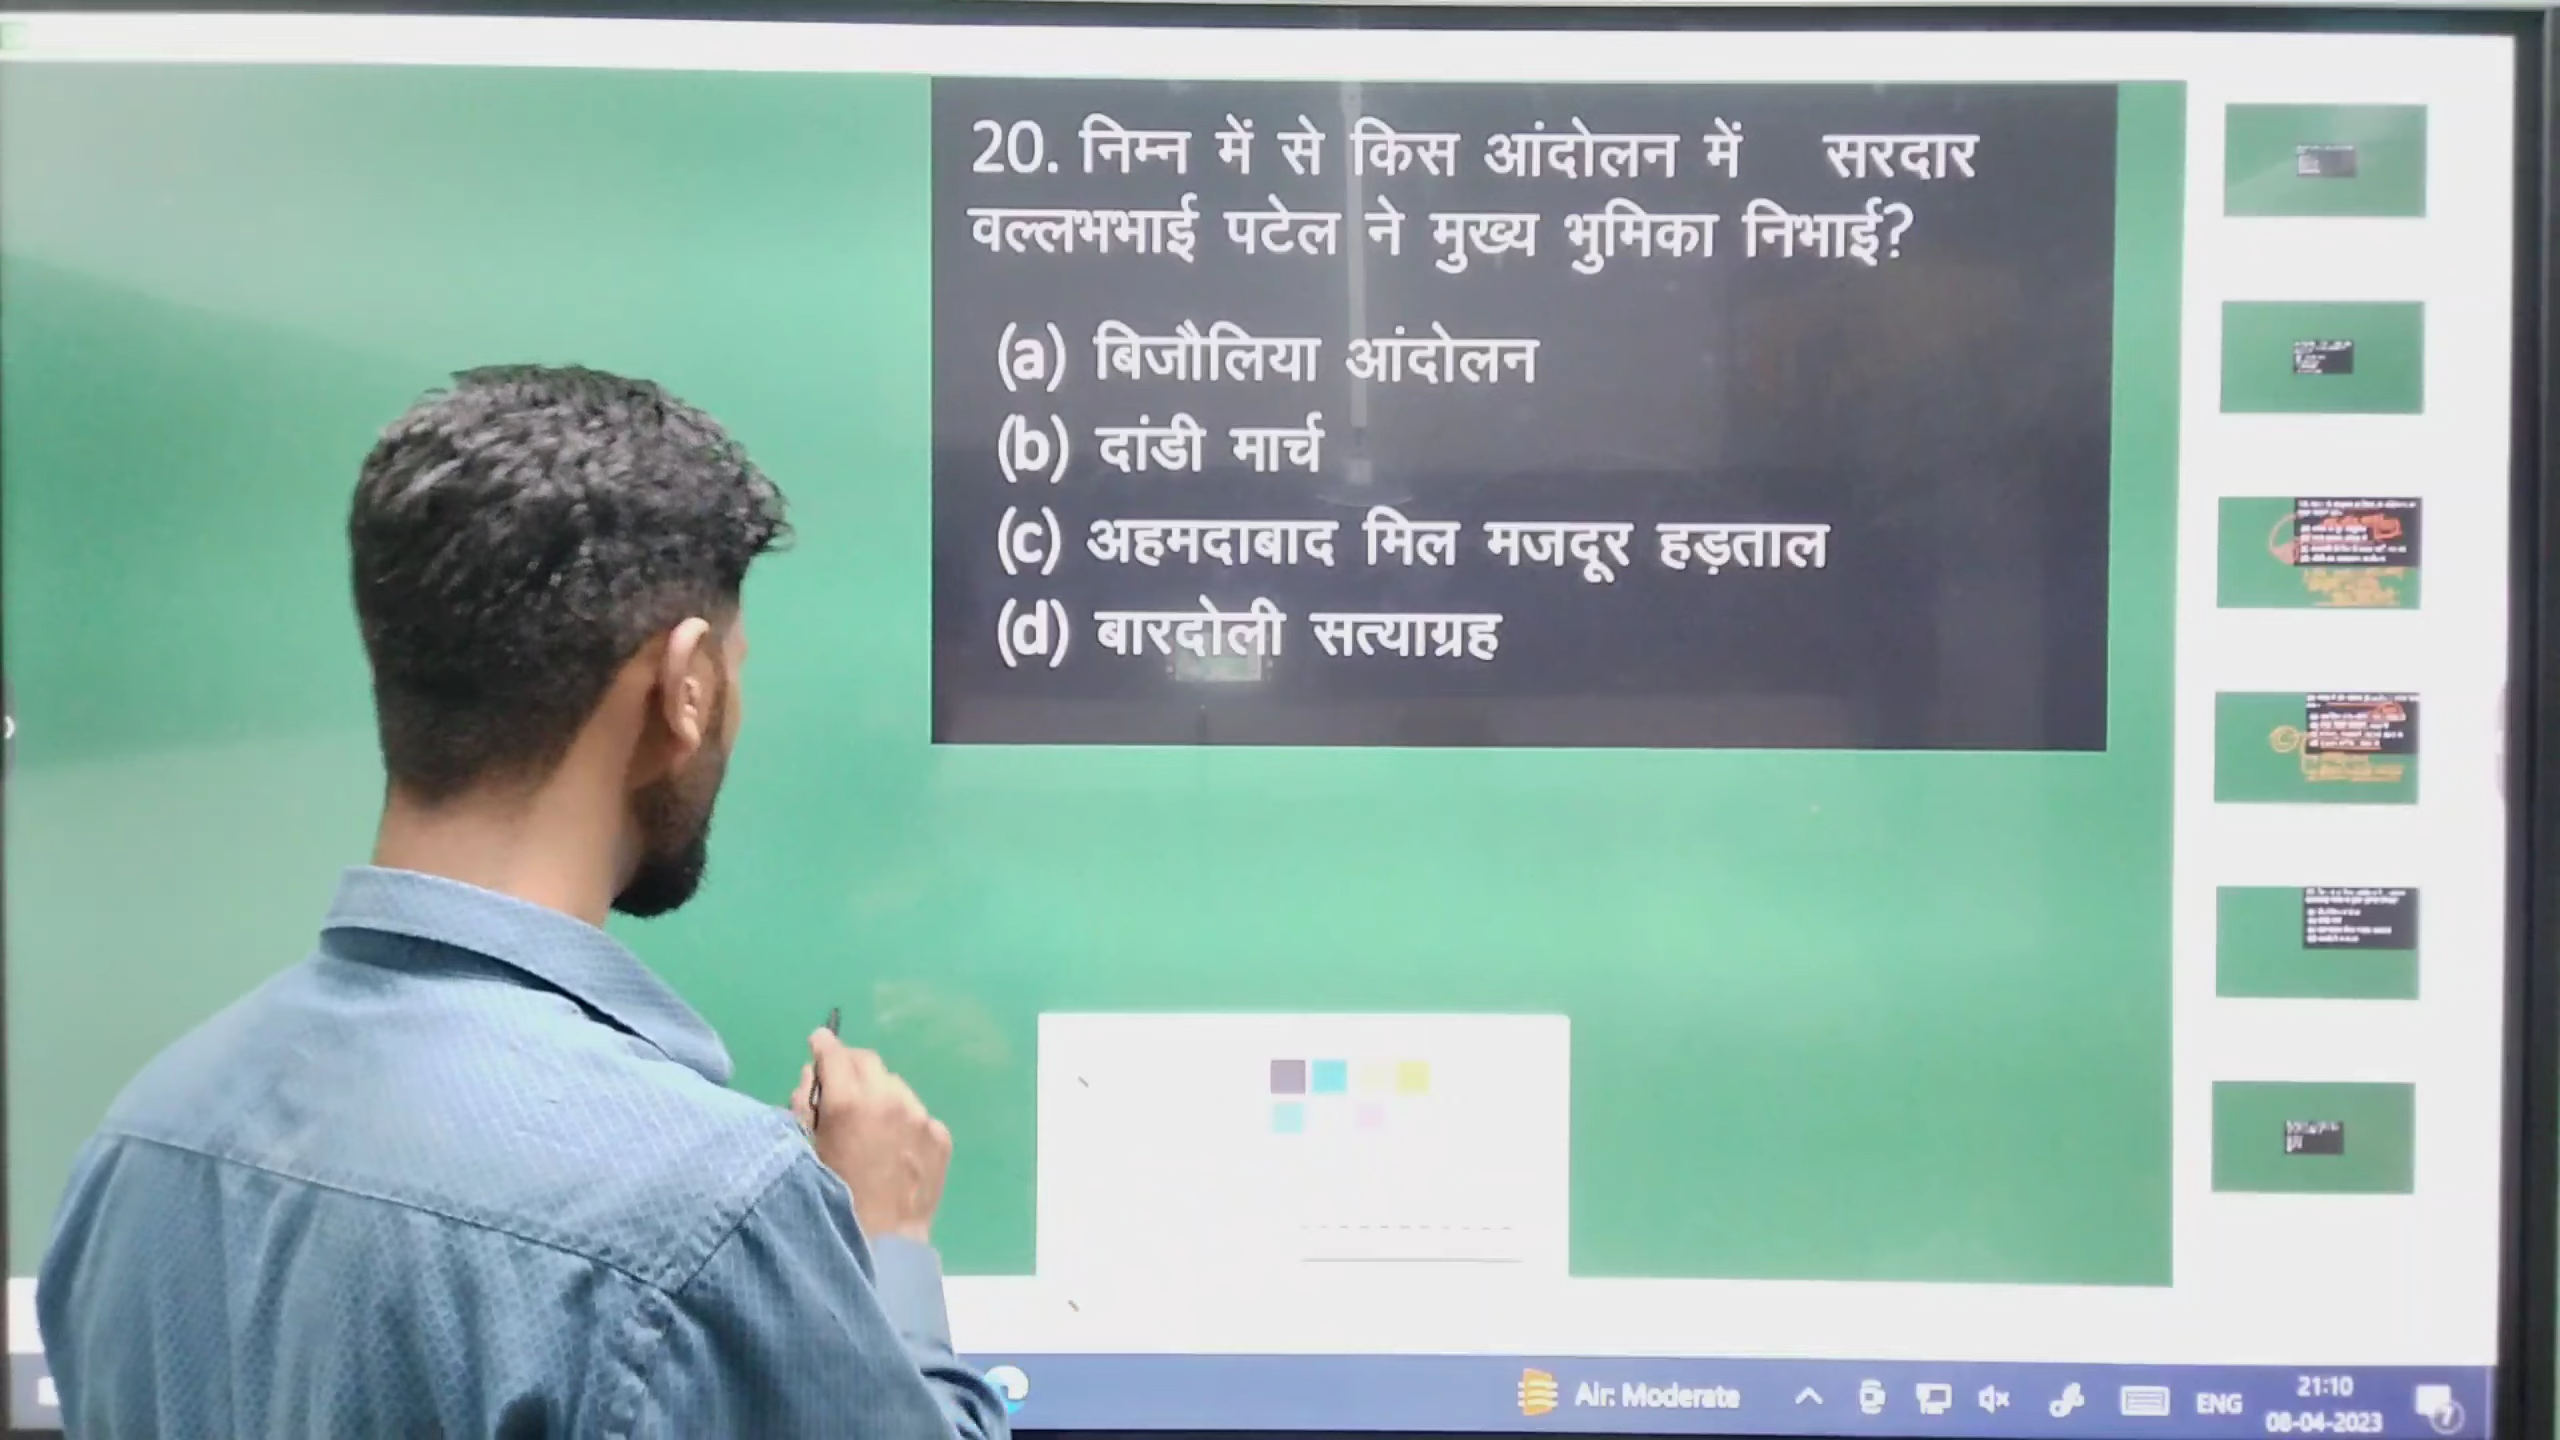 20. निम्न में से किस आंदोलन में सरदार
वल्लभभाई पटेल ने मुख्य भुमिका निभाई?
(a) बिजौलिया आंदोलन
(b) दांडी मार्च
(c) अहमदाबाद मिल मजदूर हड़ताल
(d) बारदोली सत्याग्रह
Air: Moderate
ENG
21:10
08-04-2023